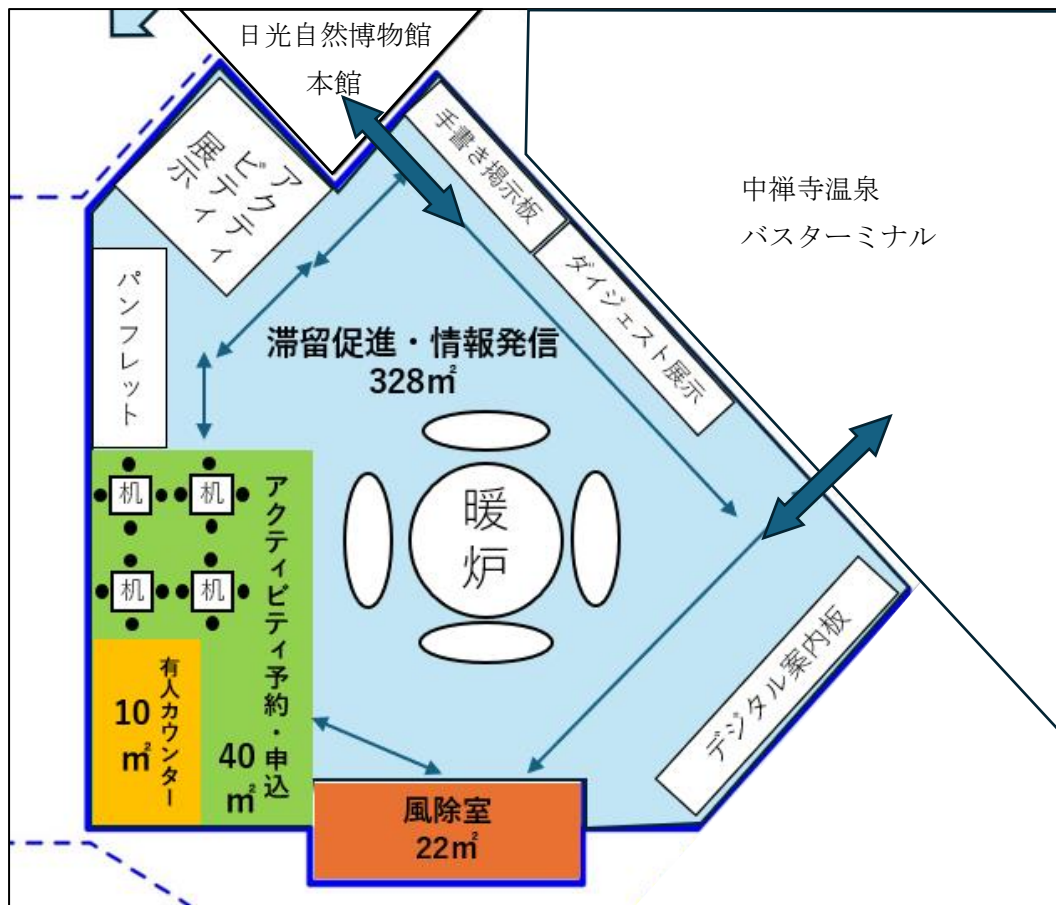 日光自然博物館
本館
中禅寺温泉
バスターミナル
手書き掲示板
ダイジェスト展示
アクティ
ビティ
展示
パンフレット
滞留促進・情報発信
328㎡
暖
炉
机
机
机
机
アクティビティ予約・申込
40
㎡
有人カウンター
10
㎡
デジタル案内板
風除室
22㎡